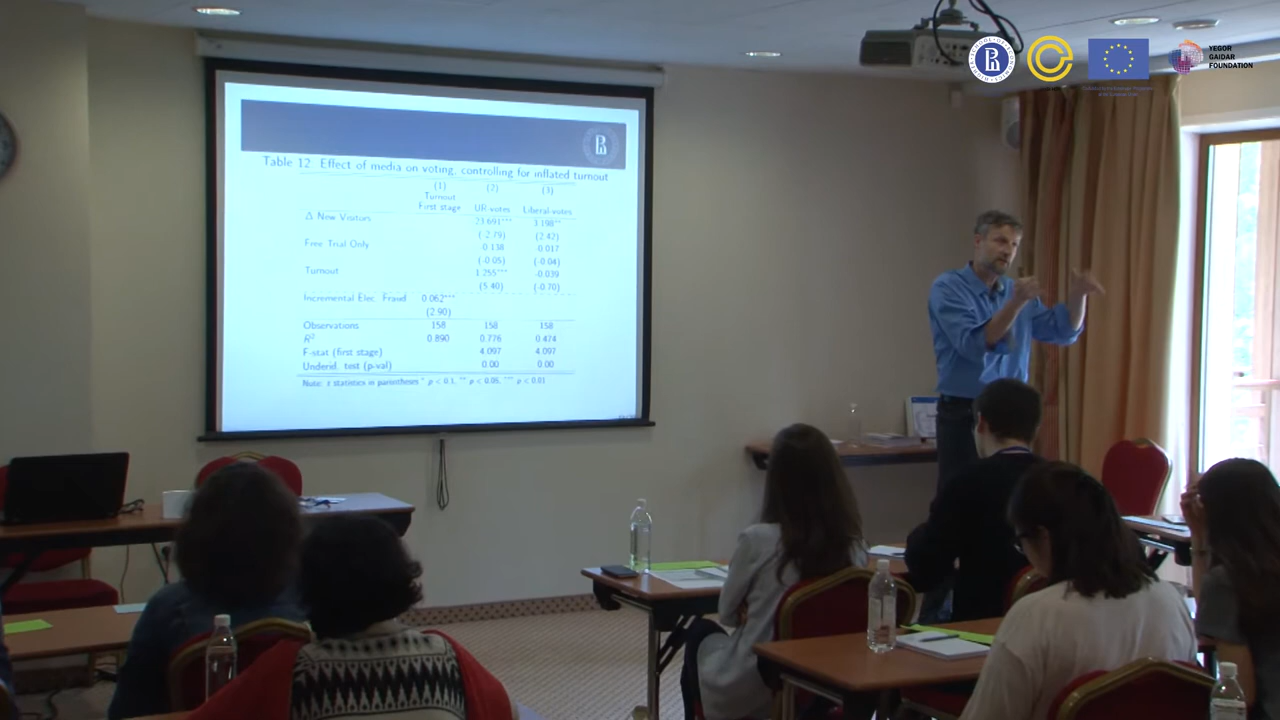 YEGOR
GAIDAR
FOUNDATION
Table 12 Effect of media on voting, controlling for inflated turnout
(1) (2) (3)
Turnout
First stage UR-votes Liberal-votes
Δ New Visitors 23.691*** 3.198**
(-2.79) (2.42)
Free Trial Only 0.138 0.017
(-0.05) (-0.04)
Turnout 1.255*** -0.039
(5.40) (-0.70)
Incremental Elec. Fraud 0.062***
(2.90)
Observations 158 158 158
R² 0.890 0.776 0.474
F-stat (first stage) 4.097 4.097
Underid. test (p-val) 0.00 0.00
Note: t statistics in parentheses * p < 0.1, ** p < 0.05, *** p < 0.01